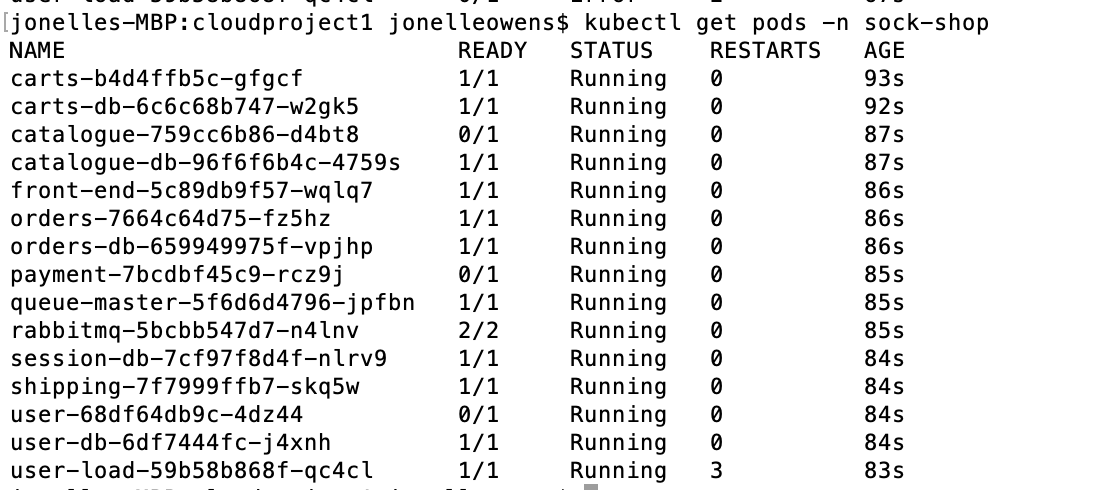 [jonelles-MBP:cloudproject1 jonelleowens$ kubectl get pods -n sock-shop
NAME READY STATUS RESTARTS AGE
carts-b4d4ffb5c-gfgcf 1/1 Running 0 93s
carts-db-6c6c68b747-w2gk5 1/1 Running 0 92s
catalogue-759cc6b86-d4bt8 0/1 Running 0 87s
catalogue-db-96f6f6b4c-4759s 1/1 Running 0 87s
front-end-5c89db9f57-wqlq7 1/1 Running 0 86s
orders-7664c64d75-fz5hz 1/1 Running 0 86s
orders-db-659949975f-vpjhp 1/1 Running 0 86s
payment-7bcdbf45c9-rcz9j 0/1 Running 0 85s
queue-master-5f6d6d4796-jpfbn 1/1 Running 0 85s
rabbitmq-5bcbb547d7-n4lnv 2/2 Running 0 85s
session-db-7cf97f8d4f-nlrv9 1/1 Running 0 84s
shipping-7f7999ffb7-skq5w 1/1 Running 0 84s
user-68df64db9c-4dz44 0/1 Running 0 84s
user-db-6df7444fc-j4xnh 1/1 Running 0 84s
user-load-59b58b868f-qc4cl 1/1 Running 3 83s